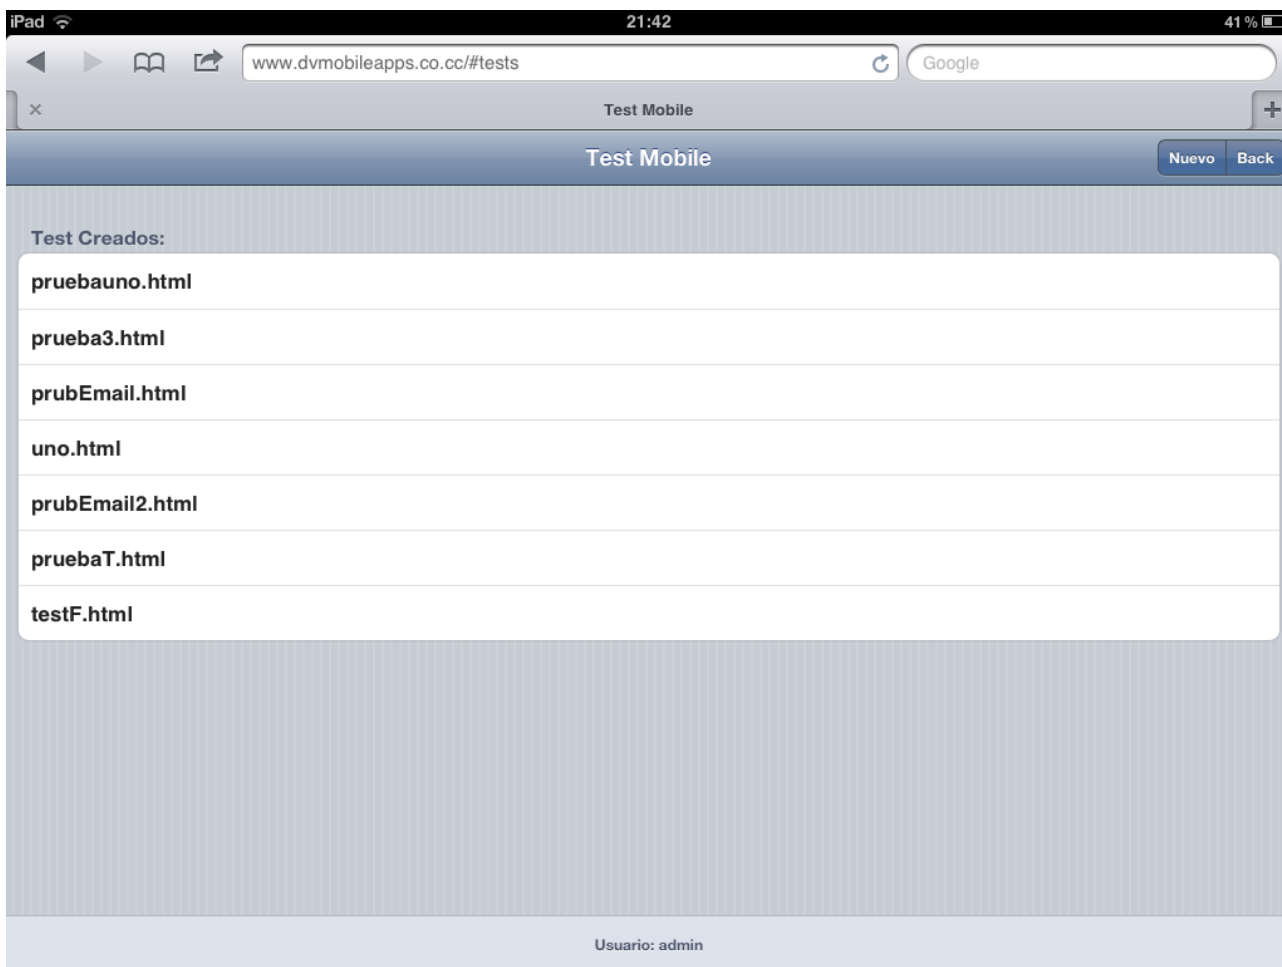 iPad 21:42 41 %
www.dvmobileapps.co.cc/#tests Google
Test Mobile
Test Mobile Nuevo Back
Test Creados:
pruebauno.html
prueba3.html
prubEmail.html
uno.html
prubEmail2.html
pruebaT.html
testF.html
Usuario: admin